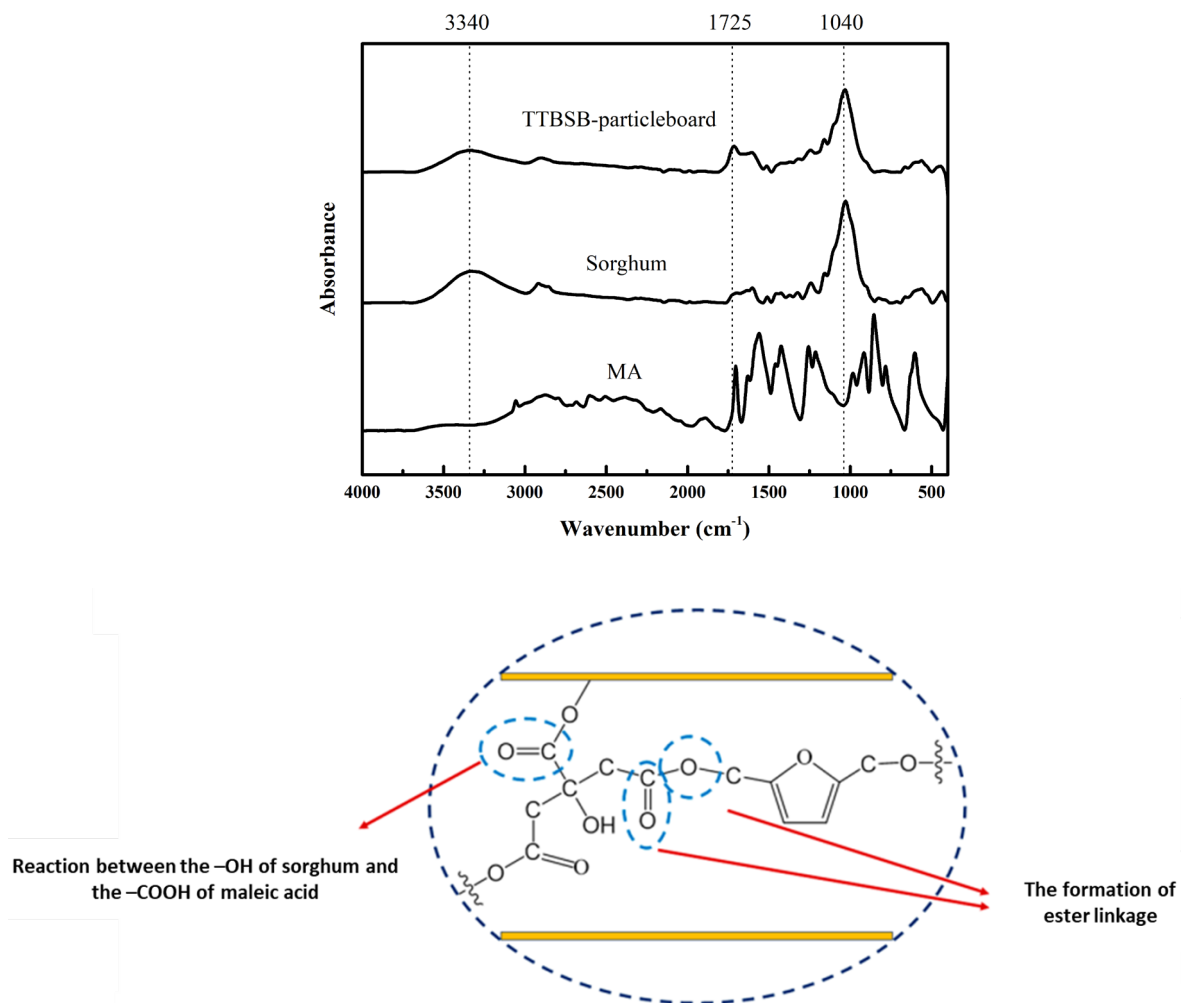 3340 1725 1040
TTBSB-particleboard
Sorghum
MA
Absorbance
4000 3500 3000 2500 2000 1500 1000 500
Wavenumber (cm⁻¹)
O
O=C
C C O C O C O
C C OH O
C O
O
Reaction between the –OH of sorghum and
the –COOH of maleic acid
The formation of
ester linkage